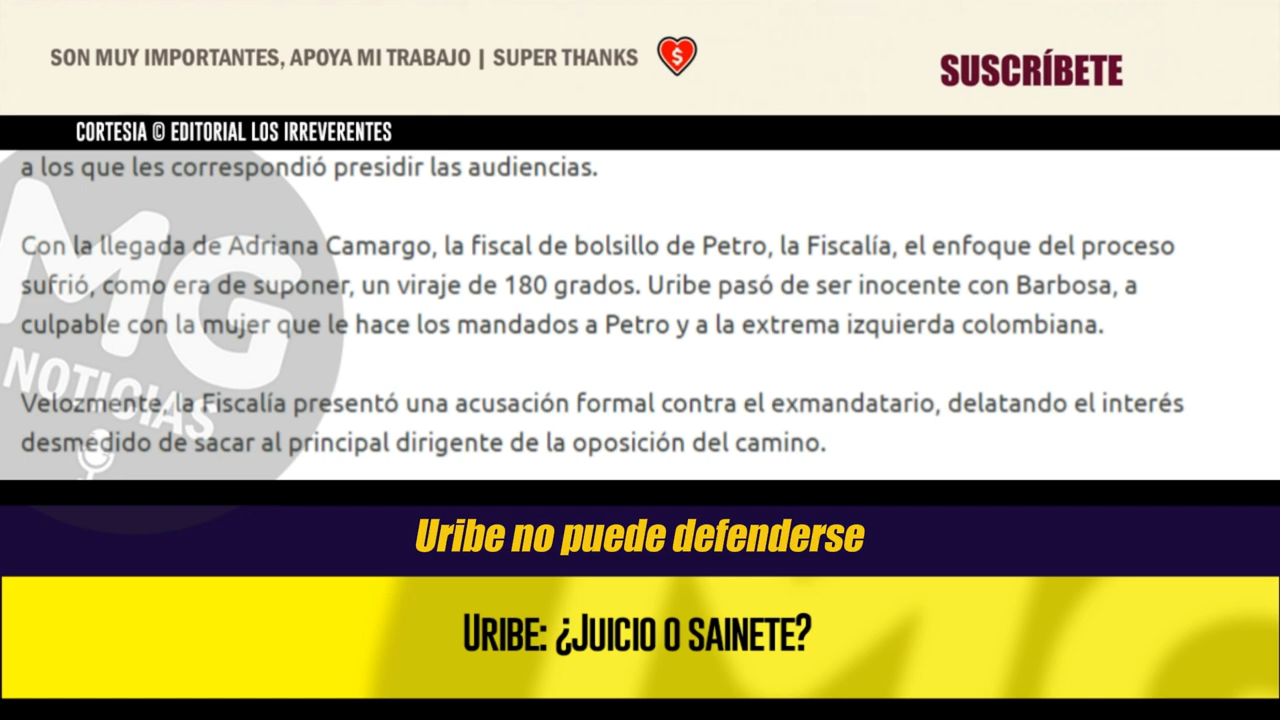 SON MUY IMPORTANTES, APOYA MI TRABAJO | SUPER THANKS $
SUSCRÍBETE
CORTESIA © EDITORIAL LOS IRREVERENTES
a los que les correspondió presidir las audiencias.
Con la llegada de Adriana Camargo, la fiscal de bolsillo de Petro, la Fiscalía, el enfoque del proceso
sufrió, como era de suponer, un viraje de 180 grados. Uribe pasó de ser inocente con Barbosa, a
culpable con la mujer que le hace los mandados a Petro y a la extrema izquierda colombiana.
Velozmente, la Fiscalía presentó una acusación formal contra el exmandatario, delatando el interés
desmedido de sacar al principal dirigente de la oposición del camino.
MG
NOTICIAS
Uribe no puede defenderse
URIBE: ¿JUICIO O SAINETE?